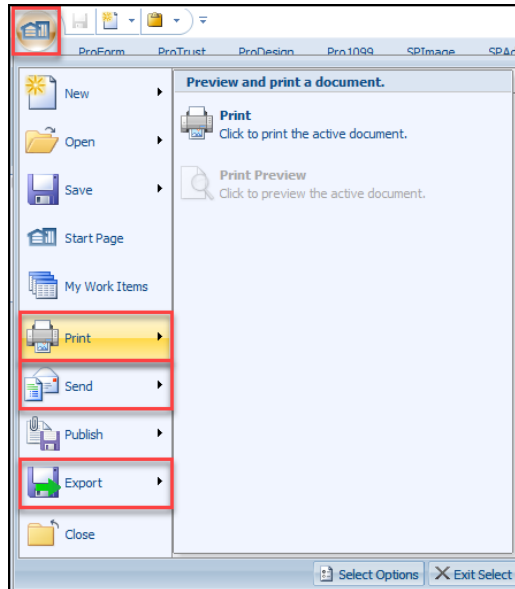 ProForm ProTrust ProDesign Pro1099 SPImage
New
Open
Save
Start Page
My Work Items
Print
Send
Publish
Export
Close
Preview and print a document.
Print
Click to print the active document.
Print Preview
Click to preview the active document.
Select Options Exit Select